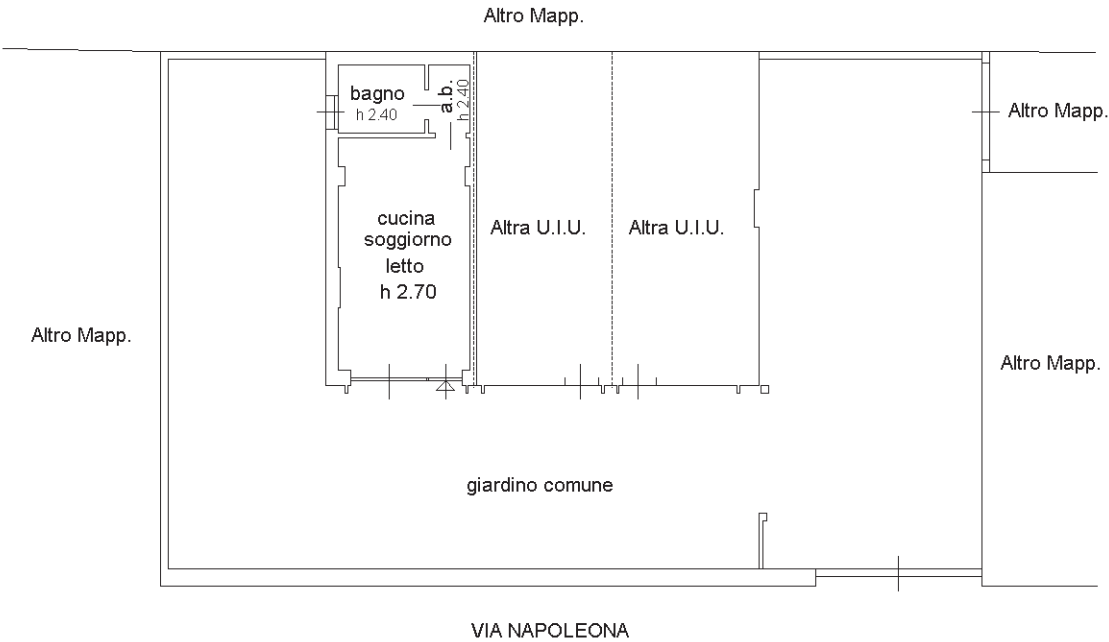 Altro Mapp.
bagno
h 2.40
a.b.
h 2.40
Altro Mapp.
cucina
soggiorno
letto
h 2.70
Altra U.I.U.
Altra U.I.U.
Altro Mapp.
Altro Mapp.
giardino comune
VIA NAPOLEONA